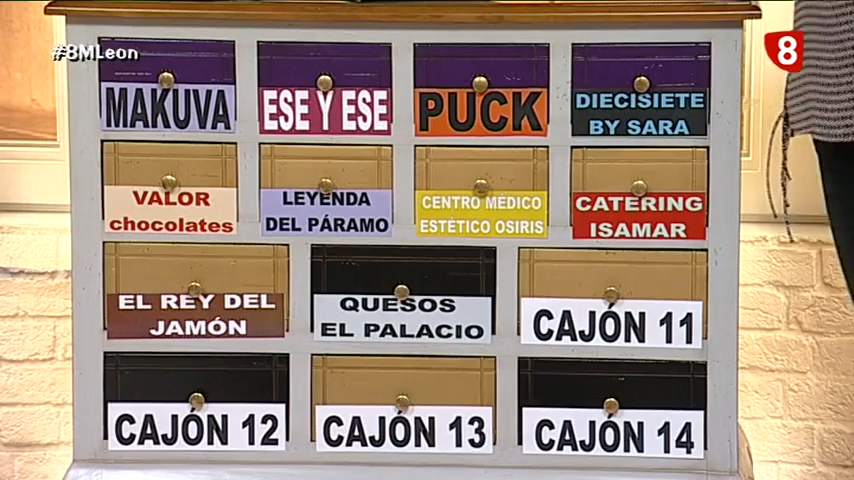 #8MLeon
8
MAKUVA
ESE Y ESE
PUCK
DIECISIETE
BY SARA
VALOR
chocolates
LEYENDA
DEL PÁRAMO
CENTRO MÉDICO
ESTÉTICO OSIRIS
CATERING
ISAMAR
EL REY DEL
JAMÓN
QUESOS
EL PALACIO
CAJÓN 11
CAJÓN 12
CAJÓN 13
CAJÓN 14